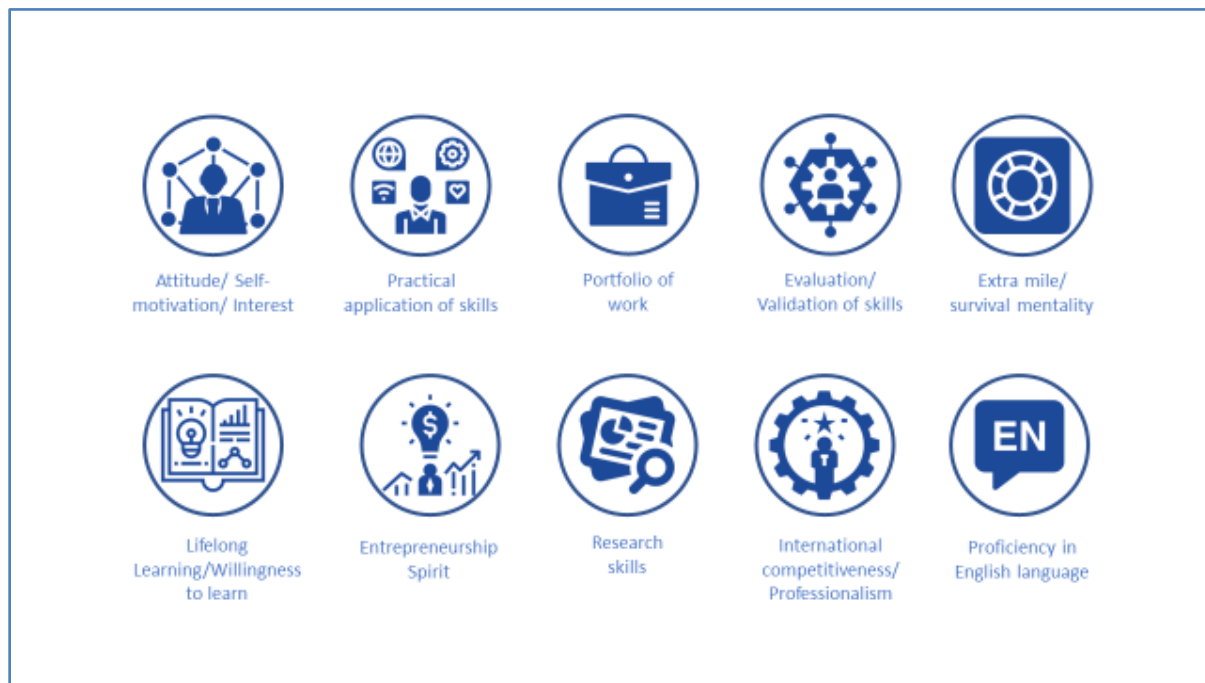 Attitude/ Self-
motivation/ Interest
Practical
application of skills
Portfolio of
work
Evaluation/
Validation of skills
Extra mile/
survival mentality
$
EN
Lifelong
Learning/Willingness
to learn
Entrepreneurship
Spirit
Research
skills
International
competitiveness/
Professionalism
Proficiency in
English language